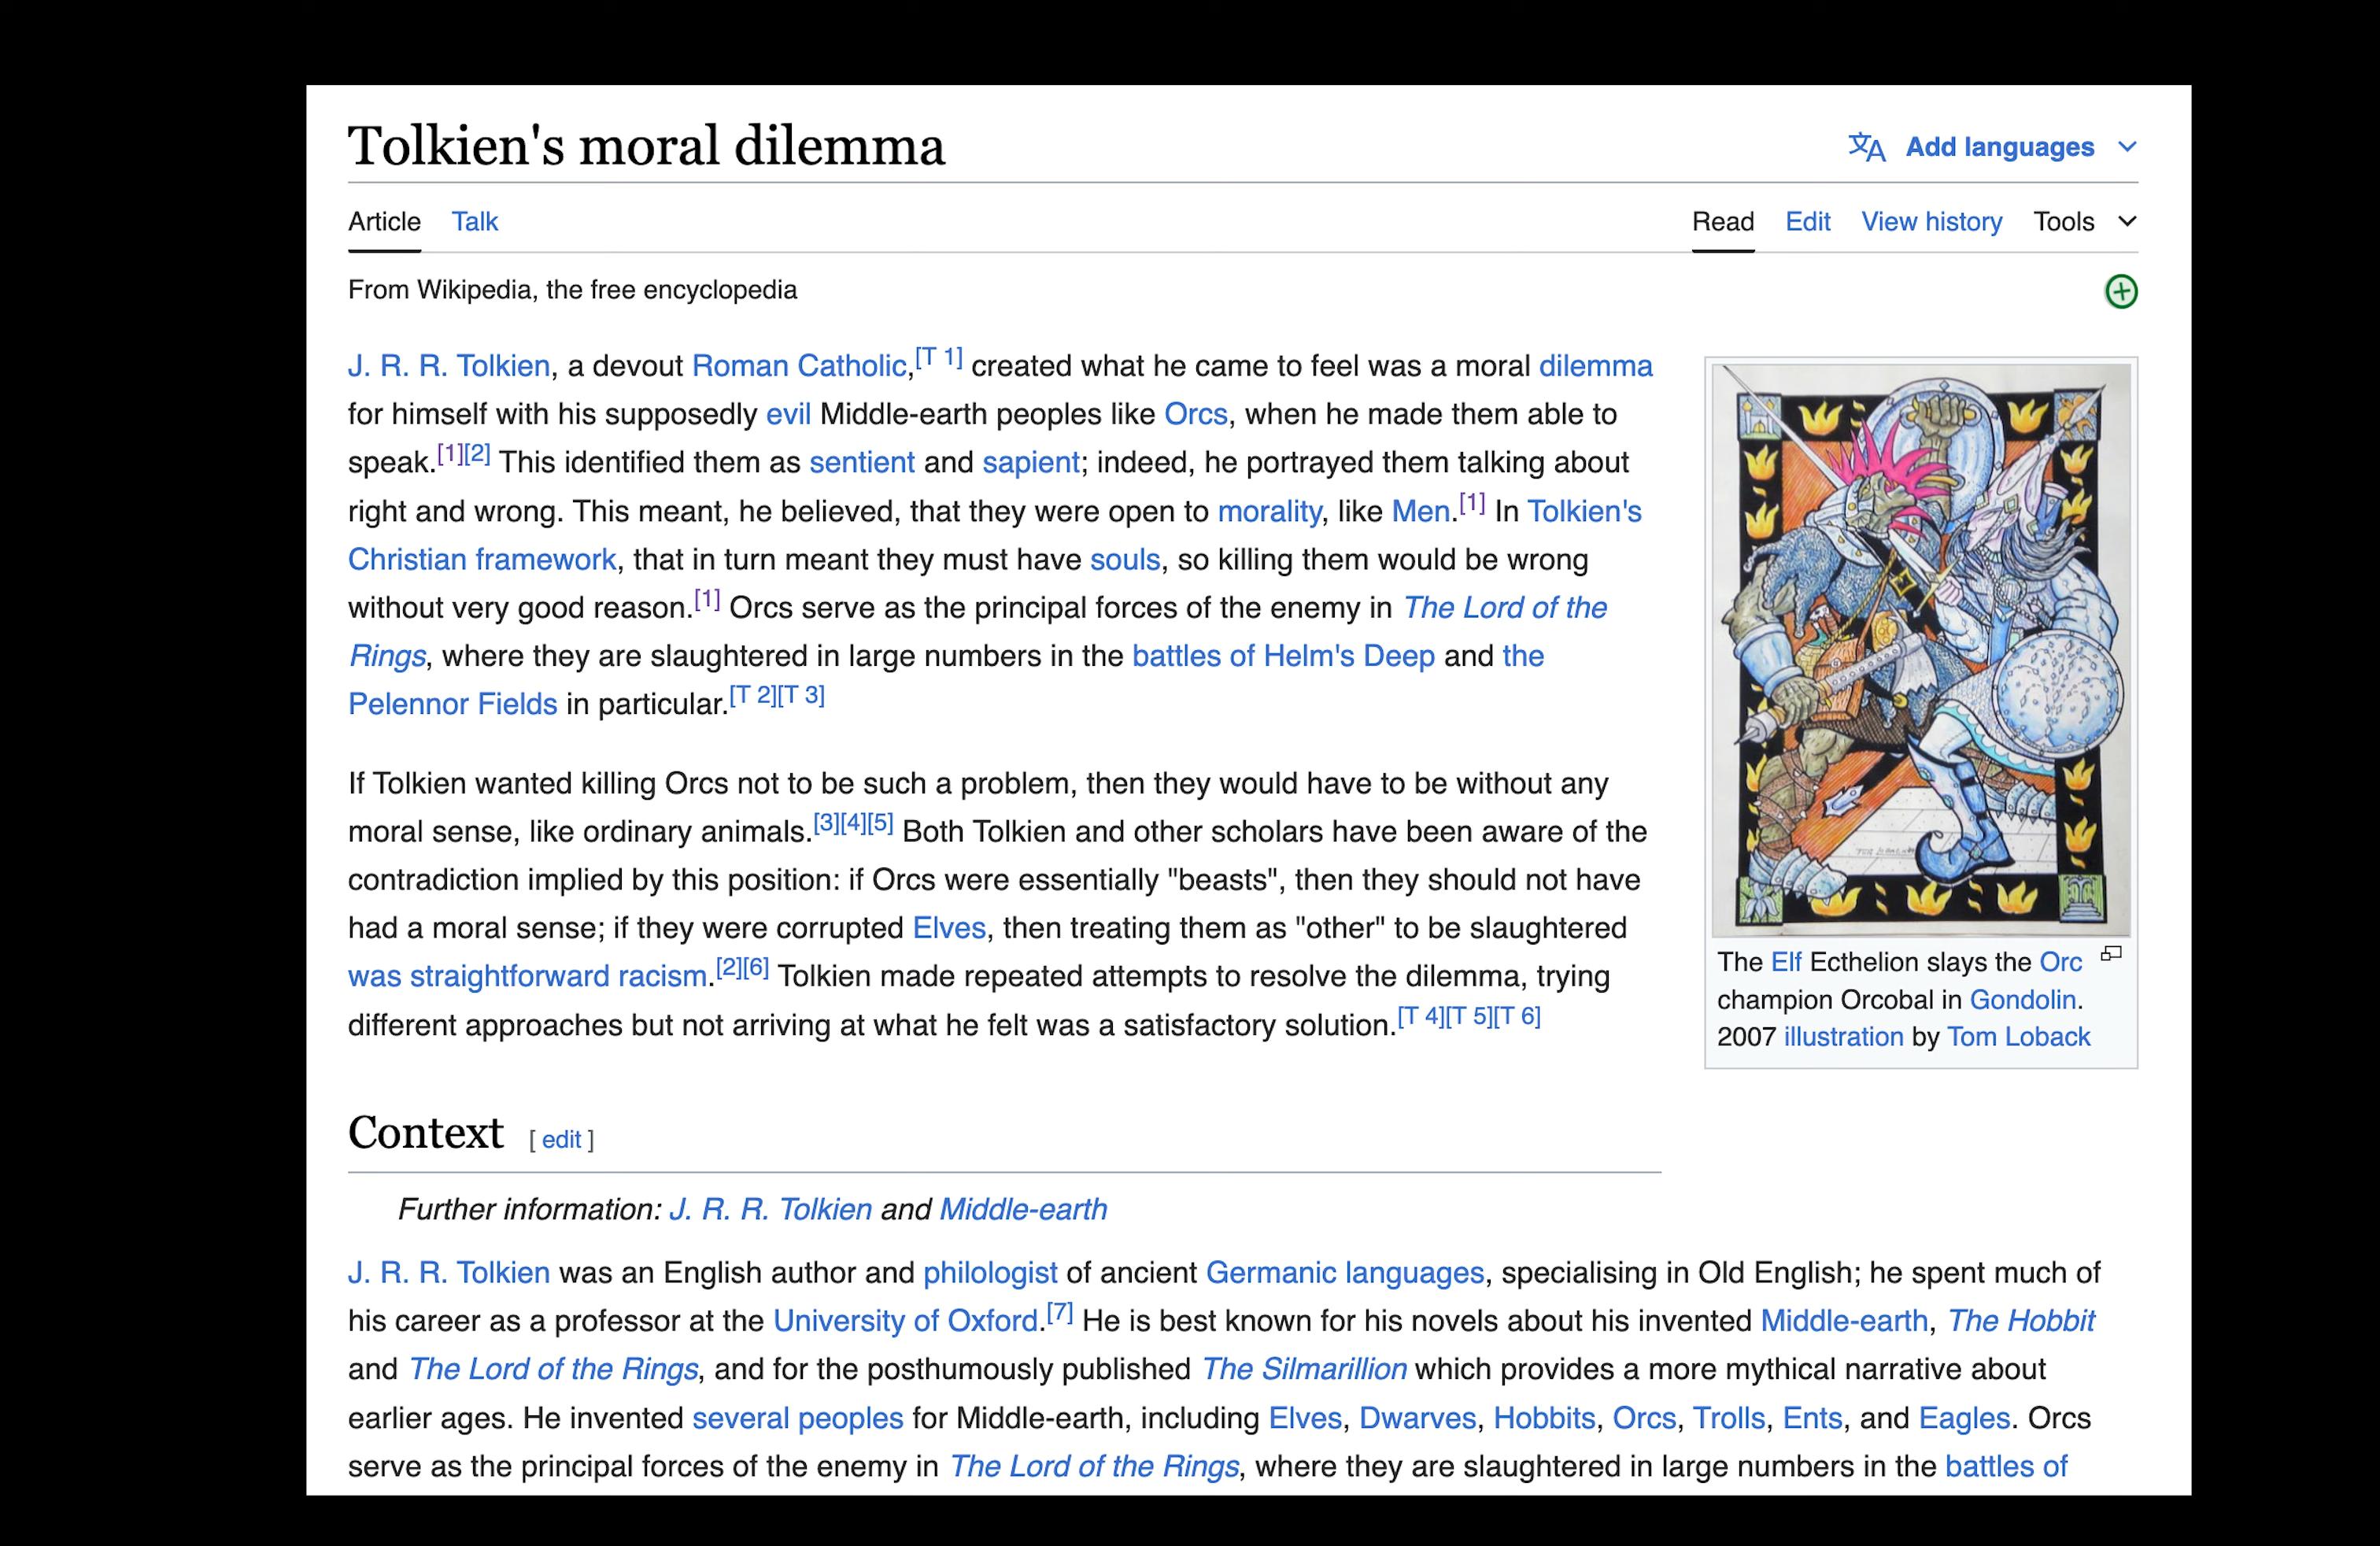 Tolkien's moral dilemma
Add languages
Article Talk
Read Edit View history Tools
From Wikipedia, the free encyclopedia
J. R. R. Tolkien, a devout Roman Catholic,[T 1] created what he came to feel was a moral dilemma
for himself with his supposedly evil Middle-earth peoples like Orcs, when he made them able to
speak.[1][2] This identified them as sentient and sapient; indeed, he portrayed them talking about
right and wrong. This meant, he believed, that they were open to morality, like Men.[1] In Tolkien's
Christian framework, that in turn meant they must have souls, so killing them would be wrong
without very good reason.[1] Orcs serve as the principal forces of the enemy in The Lord of the
Rings, where they are slaughtered in large numbers in the battles of Helm's Deep and the
Pelennor Fields in particular.[T 2][T 3]
If Tolkien wanted killing Orcs not to be such a problem, then they would have to be without any
moral sense, like ordinary animals.[3][4][5] Both Tolkien and other scholars have been aware of the
contradiction implied by this position: if Orcs were essentially "beasts", then they should not have
had a moral sense; if they were corrupted Elves, then treating them as "other" to be slaughtered
was straightforward racism.[2][6] Tolkien made repeated attempts to resolve the dilemma, trying
different approaches but not arriving at what he felt was a satisfactory solution.[T 4][T 5][T 6]
The Elf Ecthelion slays the Orc
champion Orcobal in Gondolin.
2007 illustration by Tom Loback
Context [ edit ]
Further information: J. R. R. Tolkien and Middle-earth
J. R. R. Tolkien was an English author and philologist of ancient Germanic languages, specialising in Old English; he spent much of
his career as a professor at the University of Oxford.[7] He is best known for his novels about his invented Middle-earth, The Hobbit
and The Lord of the Rings, and for the posthumously published The Silmarillion which provides a more mythical narrative about
earlier ages. He invented several peoples for Middle-earth, including Elves, Dwarves, Hobbits, Orcs, Trolls, Ents, and Eagles. Orcs
serve as the principal forces of the enemy in The Lord of the Rings, where they are slaughtered in large numbers in the battles of